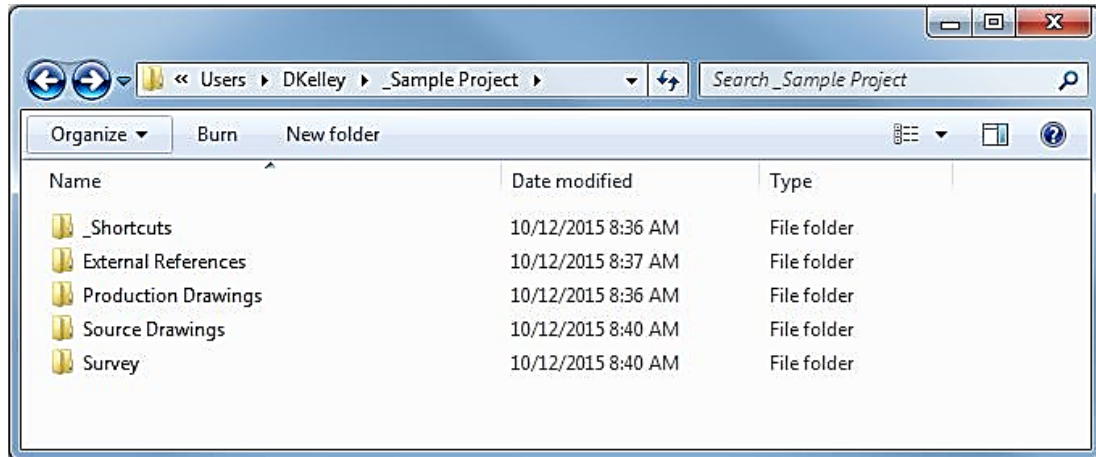 « Users ▸ DKelley ▸ _Sample Project ▸ Search _Sample Project
Organize ▾ Burn New folder
Name Date modified Type
_Shortcuts 10/12/2015 8:36 AM File folder
External References 10/12/2015 8:37 AM File folder
Production Drawings 10/12/2015 8:36 AM File folder
Source Drawings 10/12/2015 8:40 AM File folder
Survey 10/12/2015 8:40 AM File folder